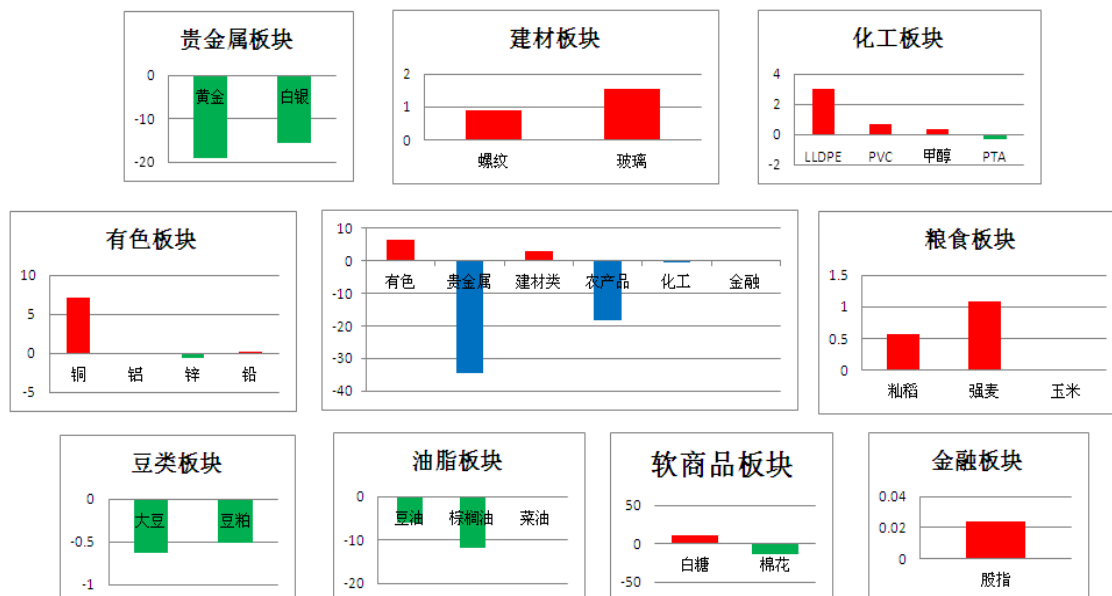 贵金属板块
0
-10
-20
黄金
白银
建材板块
2
1
0
螺纹
玻璃
化工板块
4
2
0
-2
LLDPE
PVC
甲醇
PTA
有色板块
10
5
0
-5
铜
铝
锌
铅
10
0
-10
-20
-30
-40
有色
贵金属
建材类
农产品
化工
金融
粮食板块
1.5
1
0.5
0
籼稻
强麦
玉米
豆类板块
0
-0.5
-1
大豆
豆粕
油脂板块
0
-10
-20
豆油
棕榈油
菜油
软商品板块
50
0
-50
白糖
棉花
金融板块
0.04
0.02
0
股指